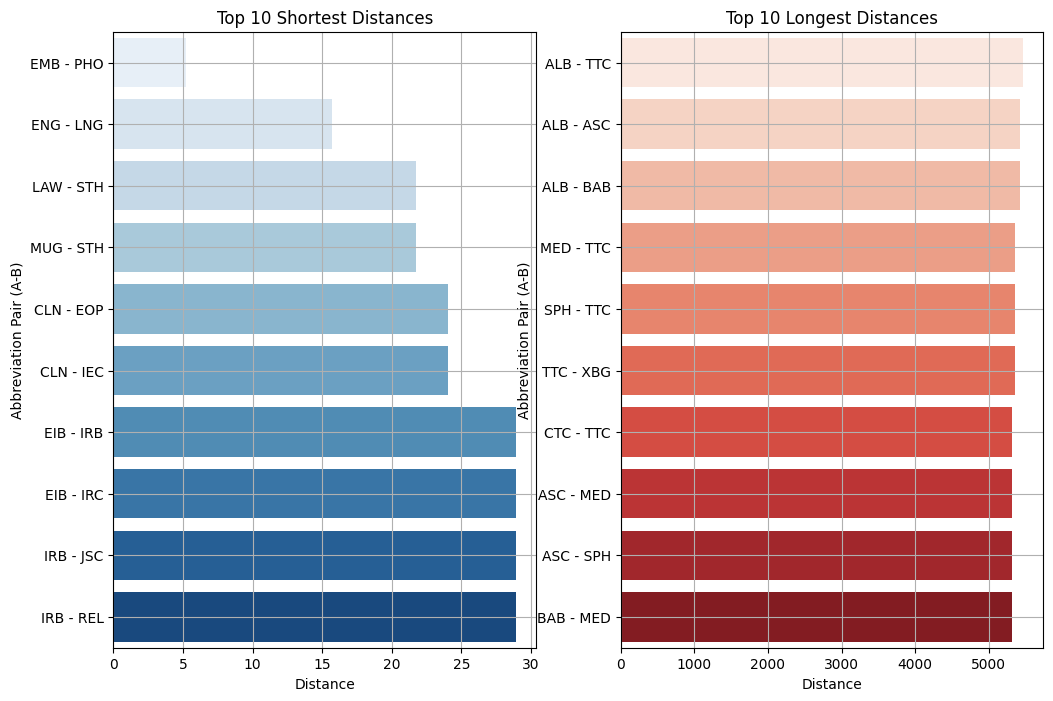 Top 10 Shortest Distances
EMB - PHO
ENG - LNG
LAW - STH
MUG - STH
CLN - EOP
CLN - IEC
EIB - IRB
EIB - IRC
IRB - JSC
IRB - REL
Abbreviation Pair (A-B)
0 5 10 15 20 25 30
Distance
Top 10 Longest Distances
ALB - TTC
ALB - ASC
ALB - BAB
MED - TTC
SPH - TTC
TTC - XBG
CTC - TTC
ASC - MED
ASC - SPH
BAB - MED
Abbreviation Pair (A-B)
0 1000 2000 3000 4000 5000
Distance